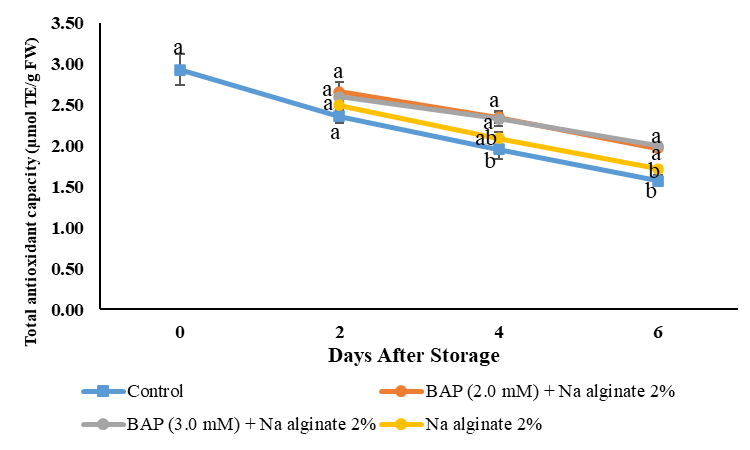 3.50
3.00
2.50
2.00
1.50
1.00
0.50
0.00
Total antioxidant capacity (µmol TE/g FW)
a
a
a
a
a
a
a
ab
b
a
a
b
b
0
2
4
6
Days After Storage
Control
BAP (2.0 mM) + Na alginate 2%
BAP (3.0 mM) + Na alginate 2%
Na alginate 2%